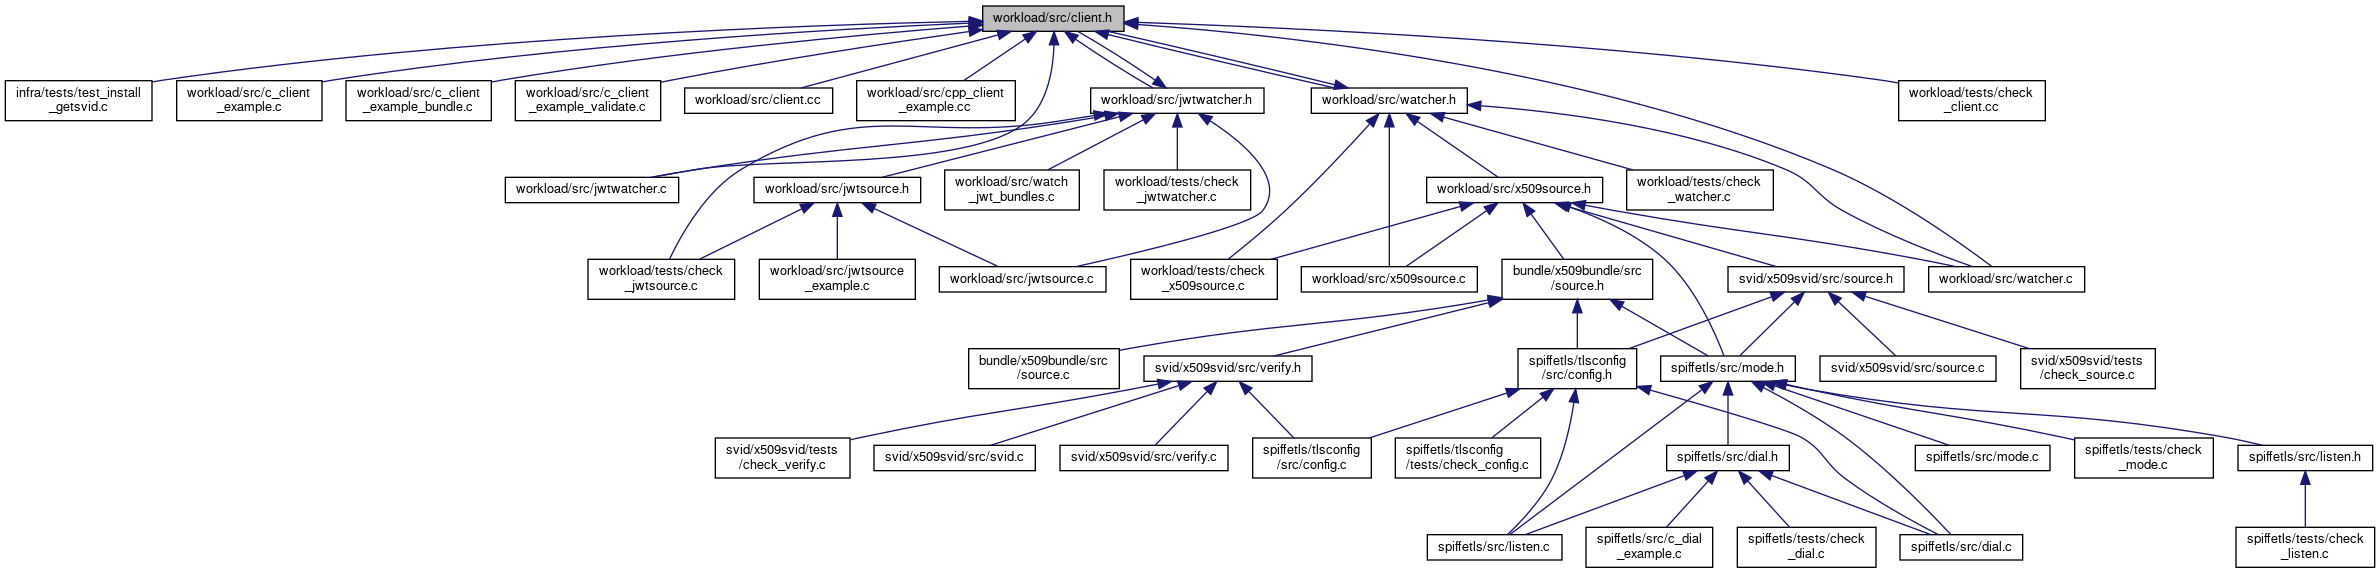 workload/src/client.h
infra/tests/test_install
_getsvid.c
workload/src/c_client
_example.c
workload/src/c_client
_example_bundle.c
workload/src/c_client
_example_validate.c
workload/src/client.cc
workload/src/cpp_client
_example.cc
workload/src/jwtwatcher.h
workload/src/watcher.h
workload/tests/check
_client.cc
workload/src/jwtwatcher.c
workload/src/jwtsource.h
workload/src/watch
_jwt_bundles.c
workload/tests/check
_jwtwatcher.c
workload/src/x509source.h
workload/tests/check
_watcher.c
workload/tests/check
_jwtsource.c
workload/src/jwtsource
_example.c
workload/src/jwtsource.c
workload/tests/check
_x509source.c
workload/src/x509source.c
bundle/x509bundle/src
/source.h
svid/x509svid/src/source.h
workload/src/watcher.c
bundle/x509bundle/src
/source.c
svid/x509svid/src/verify.h
spiffetls/tlsconfig
/src/config.h
spiffetls/src/mode.h
svid/x509svid/src/source.c
svid/x509svid/tests
/check_source.c
svid/x509svid/tests
/check_verify.c
svid/x509svid/src/svid.c
svid/x509svid/src/verify.c
spiffetls/tlsconfig
/src/config.c
spiffetls/tlsconfig
/tests/check_config.c
spiffetls/src/dial.h
spiffetls/src/mode.c
spiffetls/tests/check
_mode.c
spiffetls/src/listen.h
spiffetls/src/listen.c
spiffetls/src/c_dial
_example.c
spiffetls/tests/check
_dial.c
spiffetls/src/dial.c
spiffetls/tests/check
_listen.c